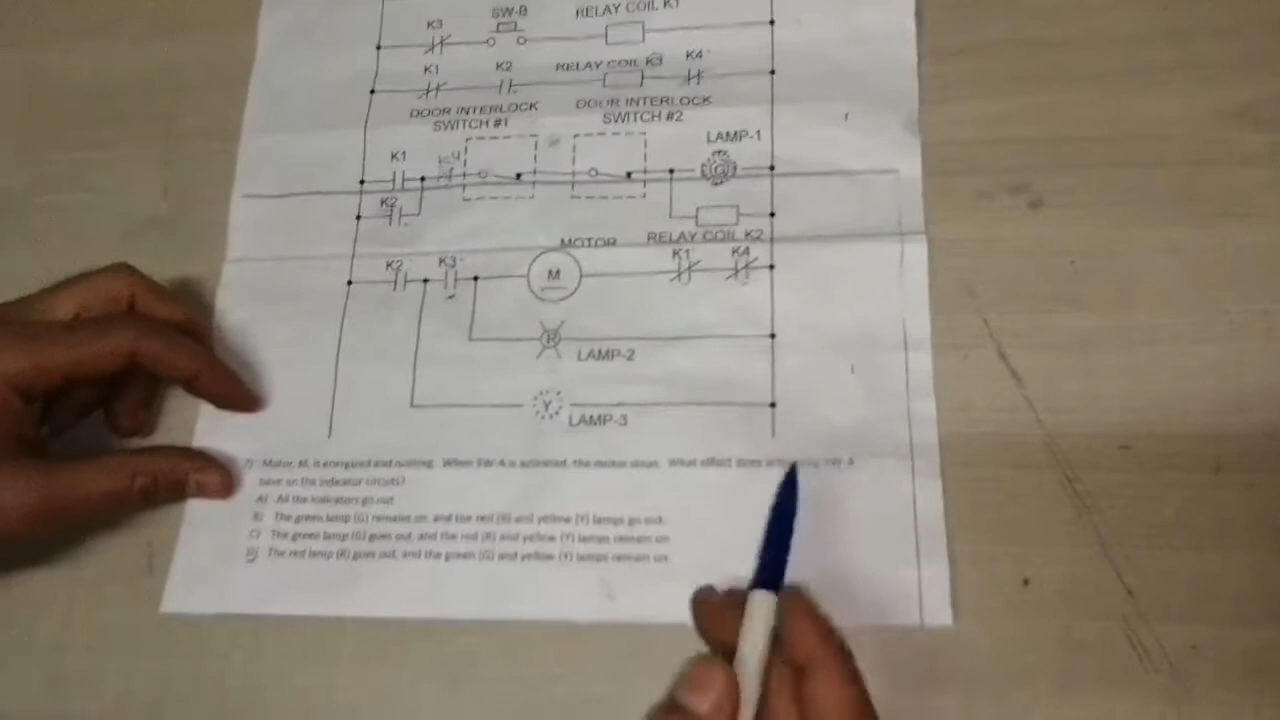 SW-B
RELAY COIL K1
K3
K1
K2
RELAY COIL K3
K4
DOOR INTERLOCK
SWITCH #1
DOOR INTERLOCK
SWITCH #2
LAMP-1
K1
K4
G
K2
MOTOR
RELAY COIL K2
K2
K3
M
K1
K4
R
LAMP-2
Y
LAMP-3
Motor, M, is energized and running. When SW-A is activated, the motor stops. What effect does activating SW-A
have on the indicator circuits?
A) All the indicators go out.
B) The green lamp (G) remains on, and the red (R) and yellow (Y) lamps go out.
C) The green lamp (G) goes out, and the red (R) and yellow (Y) lamps remain on
D) The red lamp (R) goes out, and the green (G) and yellow (Y) lamps remain on.